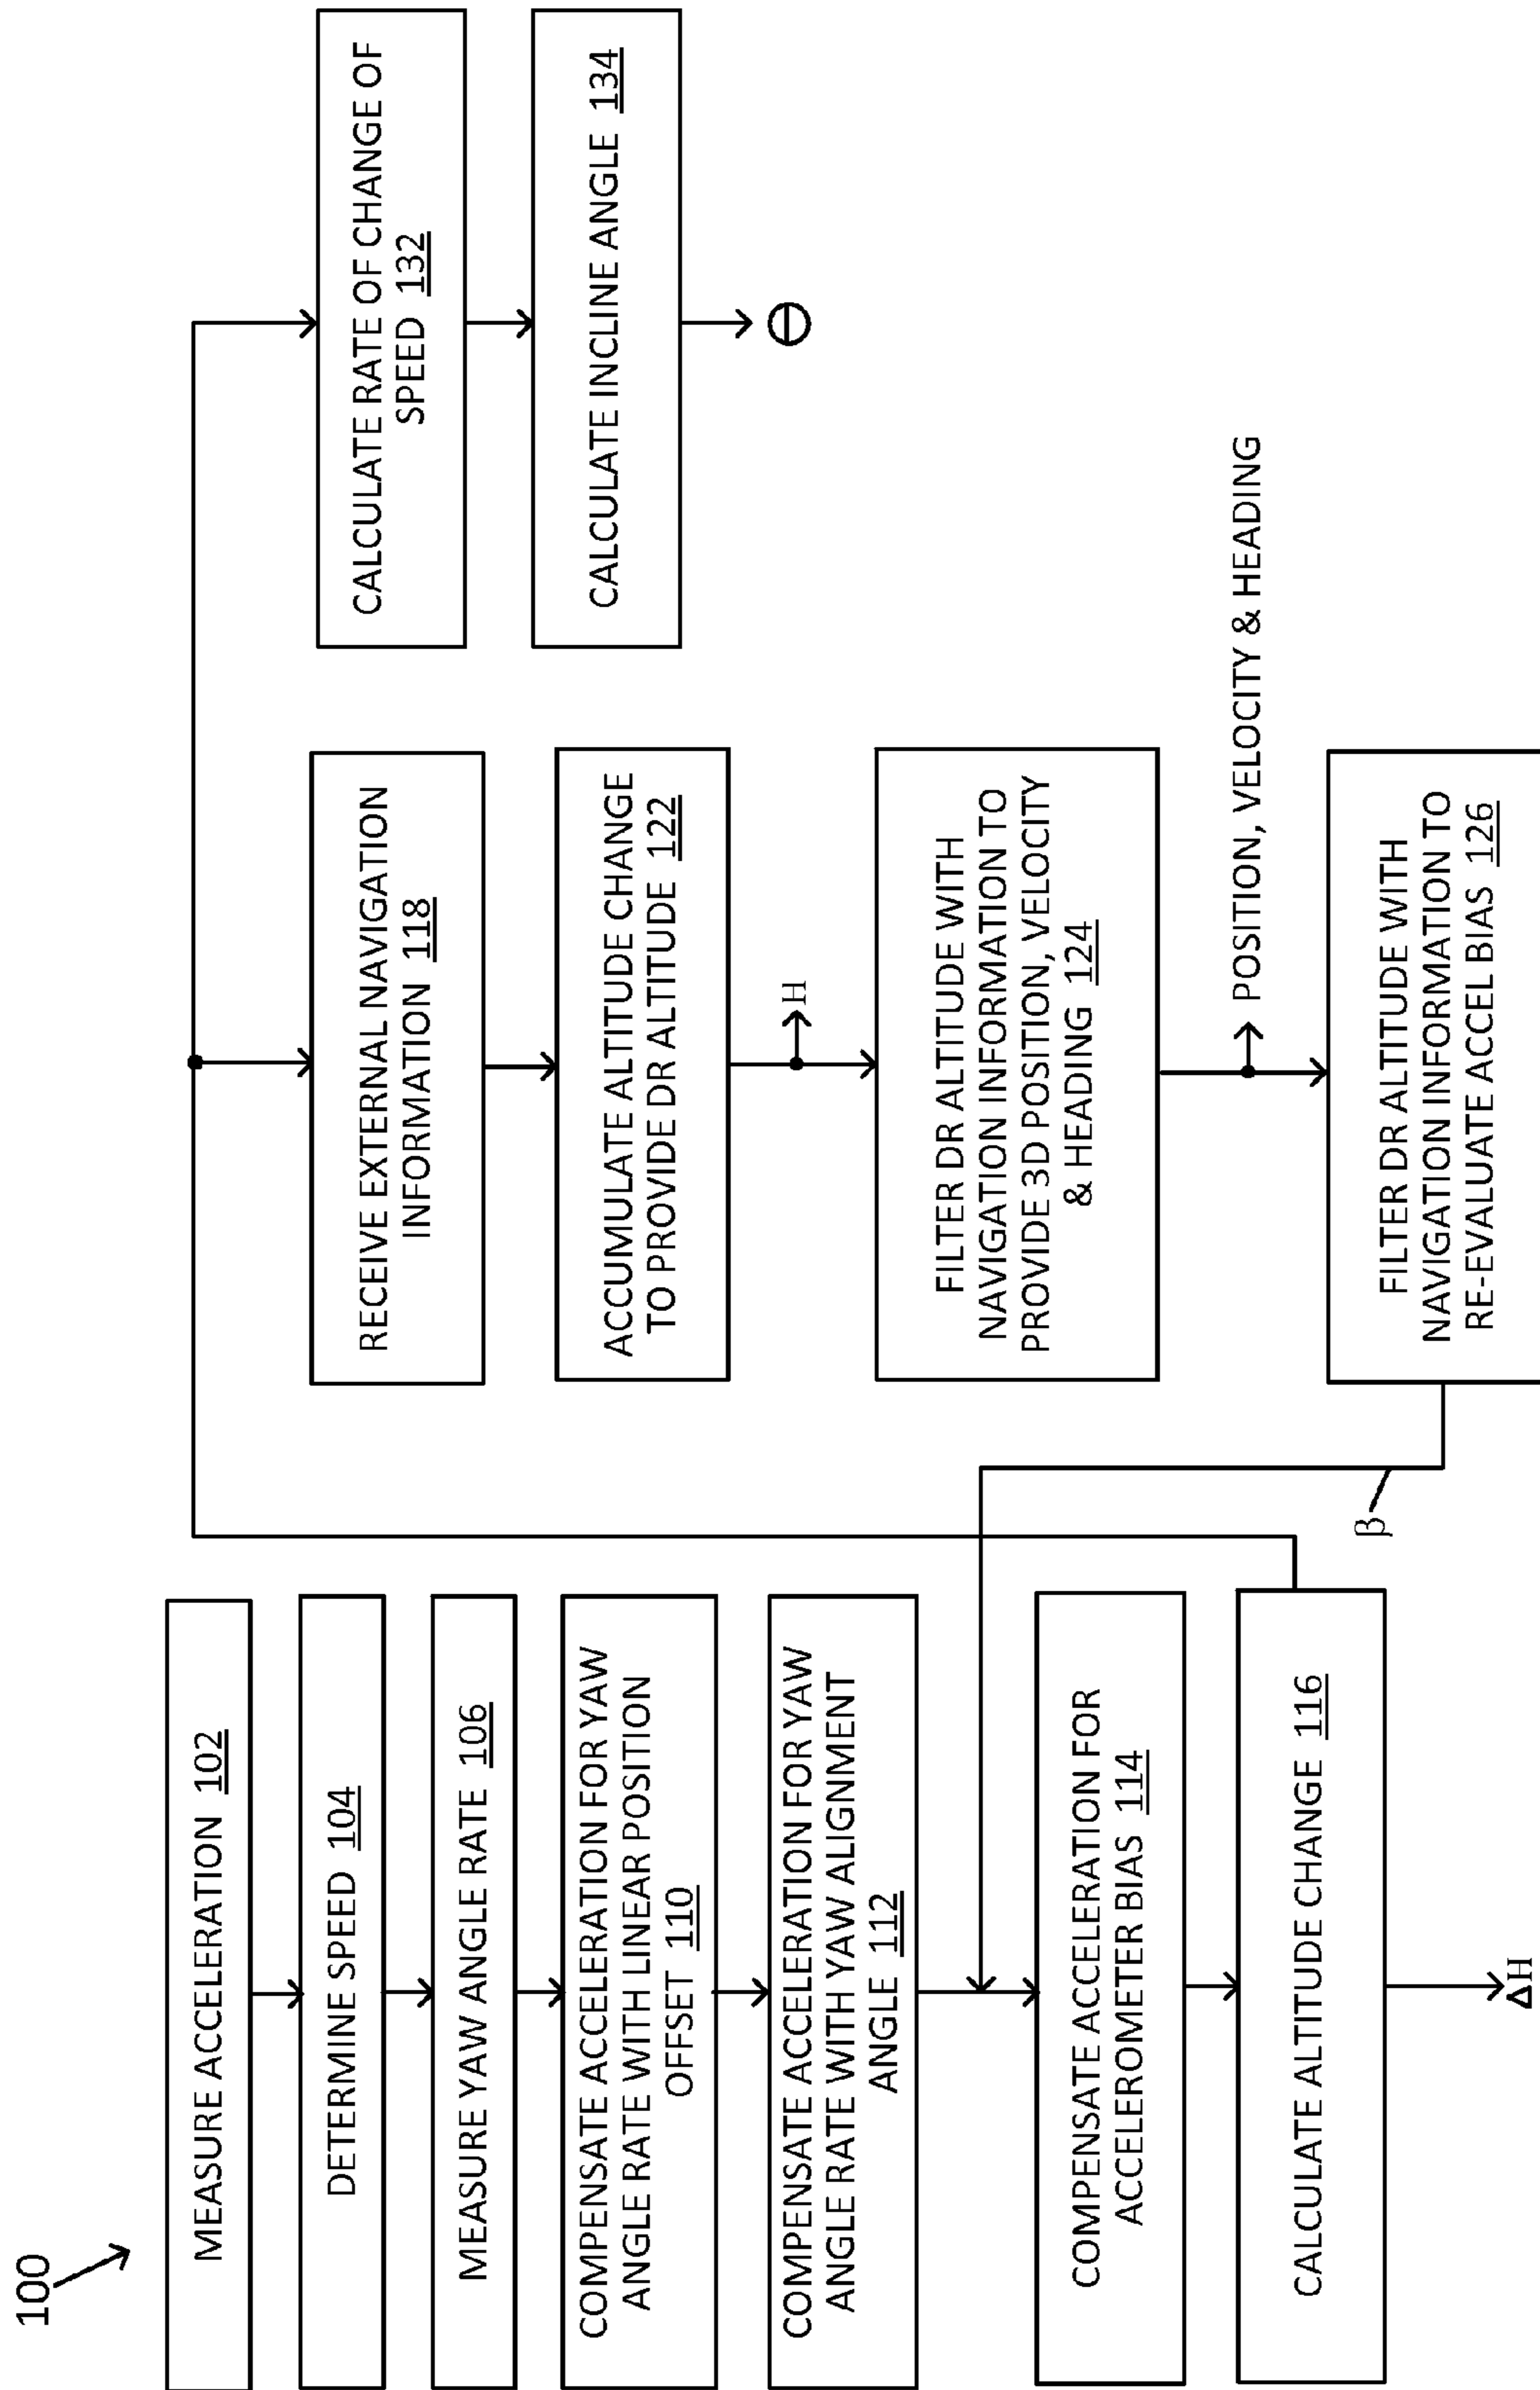 100
MEASURE ACCELERATION 102
DETERMINE SPEED 104
MEASURE YAW ANGLE RATE 106
COMPENSATE ACCELERATION FOR YAW
ANGLE RATE WITH LINEAR POSITION
OFFSET 110
COMPENSATE ACCELERATION FOR YAW
ANGLE RATE WITH YAW ALIGNMENT
ANGLE 112
COMPENSATE ACCELERATION FOR
ACCELEROMETER BIAS 114
CALCULATE ALTITUDE CHANGE 116
ΔH
β
RECEIVE EXTERNAL NAVIGATION
INFORMATION 118
ACCUMULATE ALTITUDE CHANGE
TO PROVIDE DR ALTITUDE 122
H
FILTER DR ALTITUDE WITH
NAVIGATION INFORMATION TO
PROVIDE 3D POSITION, VELOCITY
& HEADING 124
POSITION, VELOCITY & HEADING
FILTER DR ALTITUDE WITH
NAVIGATION INFORMATION TO
RE-EVALUATE ACCEL BIAS 126
CALCULATE RATE OF CHANGE OF
SPEED 132
CALCULATE INCLINE ANGLE 134
Θ